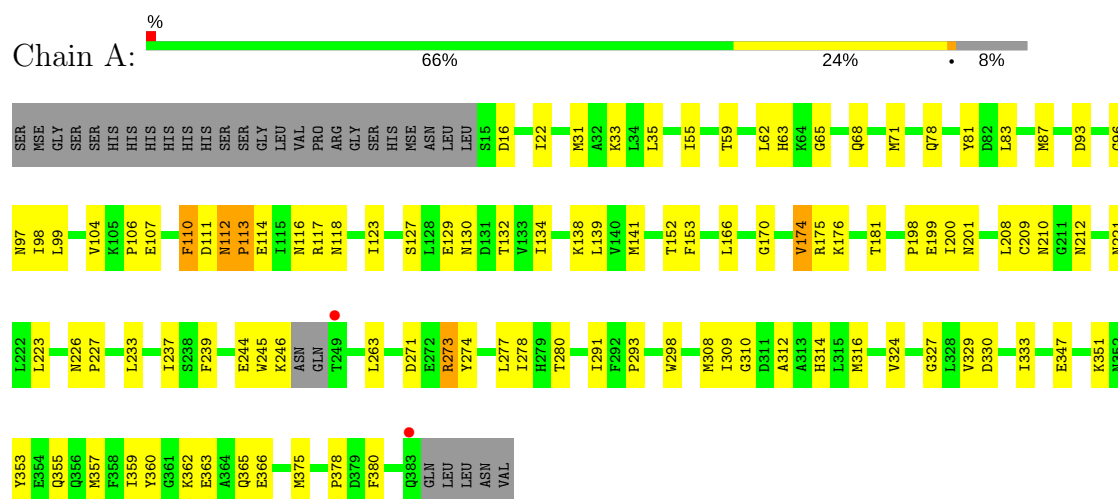 %
Chain A:
66% 24% • 8%
SER MSE GLY SER SER HIS HIS HIS HIS HIS HIS SER SER GLY LEU VAL PRO ARG GLY SER HIS MSE ASN LEU LEU S15 D16 I22 M31 A32 K33 L34 L35 I55 T59 L62 H63 K64 G65 Q68 M71 Q78 Y81 D82 L83 M87 D93 C96
N97 I98 L99 V104 K105 P106 E107 F110 D111 N112 P113 E114 I115 N116 R117 N118 I123 S127 L128 E129 N130 D131 T132 V133 I134 K138 L139 V140 M141 T152 F153 L166 G170 V174 R175 K176 T181 P198 E199 I200 N201 L208 C209 N210 G211 N212 N221
L222 L223 N226 P227 L233 I237 S238 F239 E244 W245 K246 ASN GLN T249 L263 D271 E272 R273 Y274 L277 I278 H279 T280 I291 F292 P293 W298 M308 I309 G310 D311 A312 A313 H314 L315 M316 V324 G327 L328 V329 D330 I333 E347 K351 N352
Y353 E354 Q355 Q356 M357 F358 I359 Y360 G361 K362 E363 A364 Q365 E366 M375 P378 D379 F380 Q383 GLN LEU LEU ASN VAL